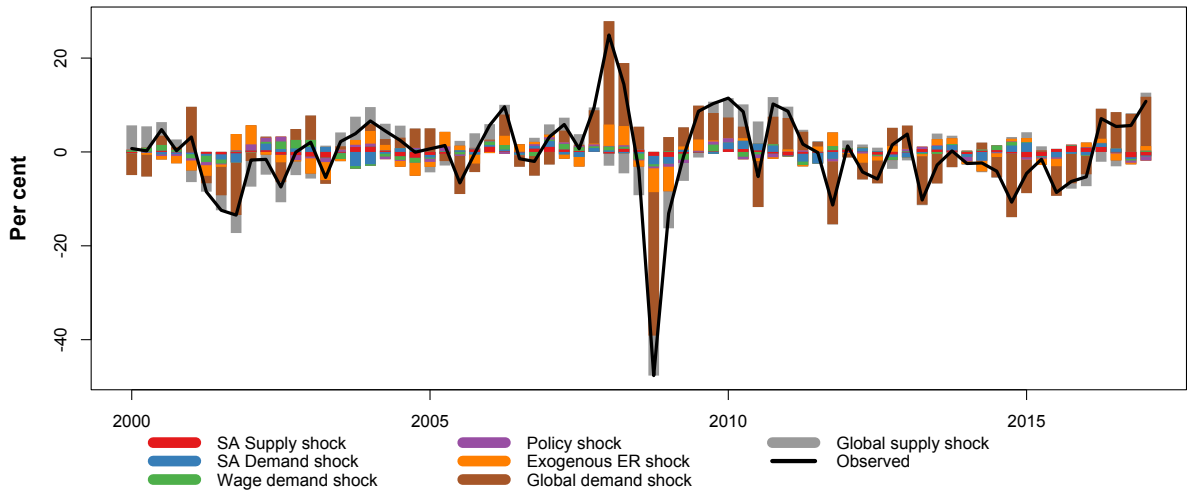 Per cent
20
0
-20
-40
2000 2005 2010 2015
SA Supply shock Policy shock Global supply shock
SA Demand shock Exogenous ER shock Observed
Wage demand shock Global demand shock